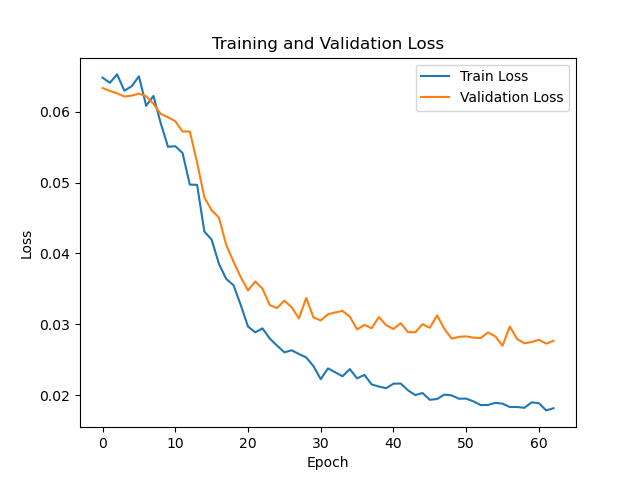 Training and Validation Loss
Train Loss
Validation Loss
0.06
0.05
0.04
0.03
0.02
Loss
0 10 20 30 40 50 60
Epoch